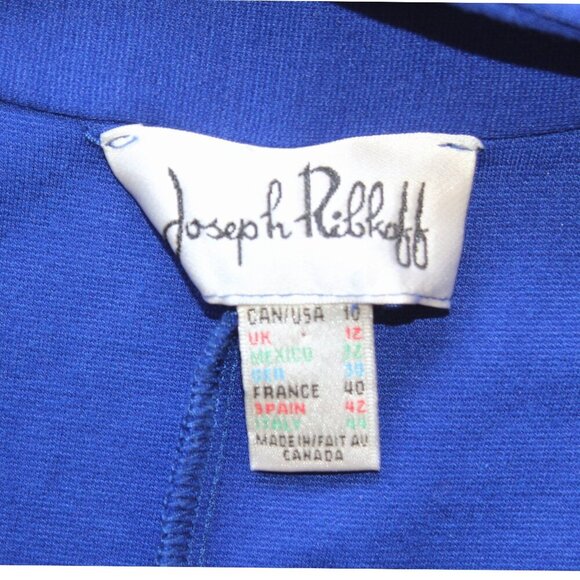 Joseph Ribkoff
CAN/USA 10
UK 12
MEXICO 32
GER 38
FRANCE 40
SPAIN 42
ITALY 44
MADE IN/FAIT AU
CANADA